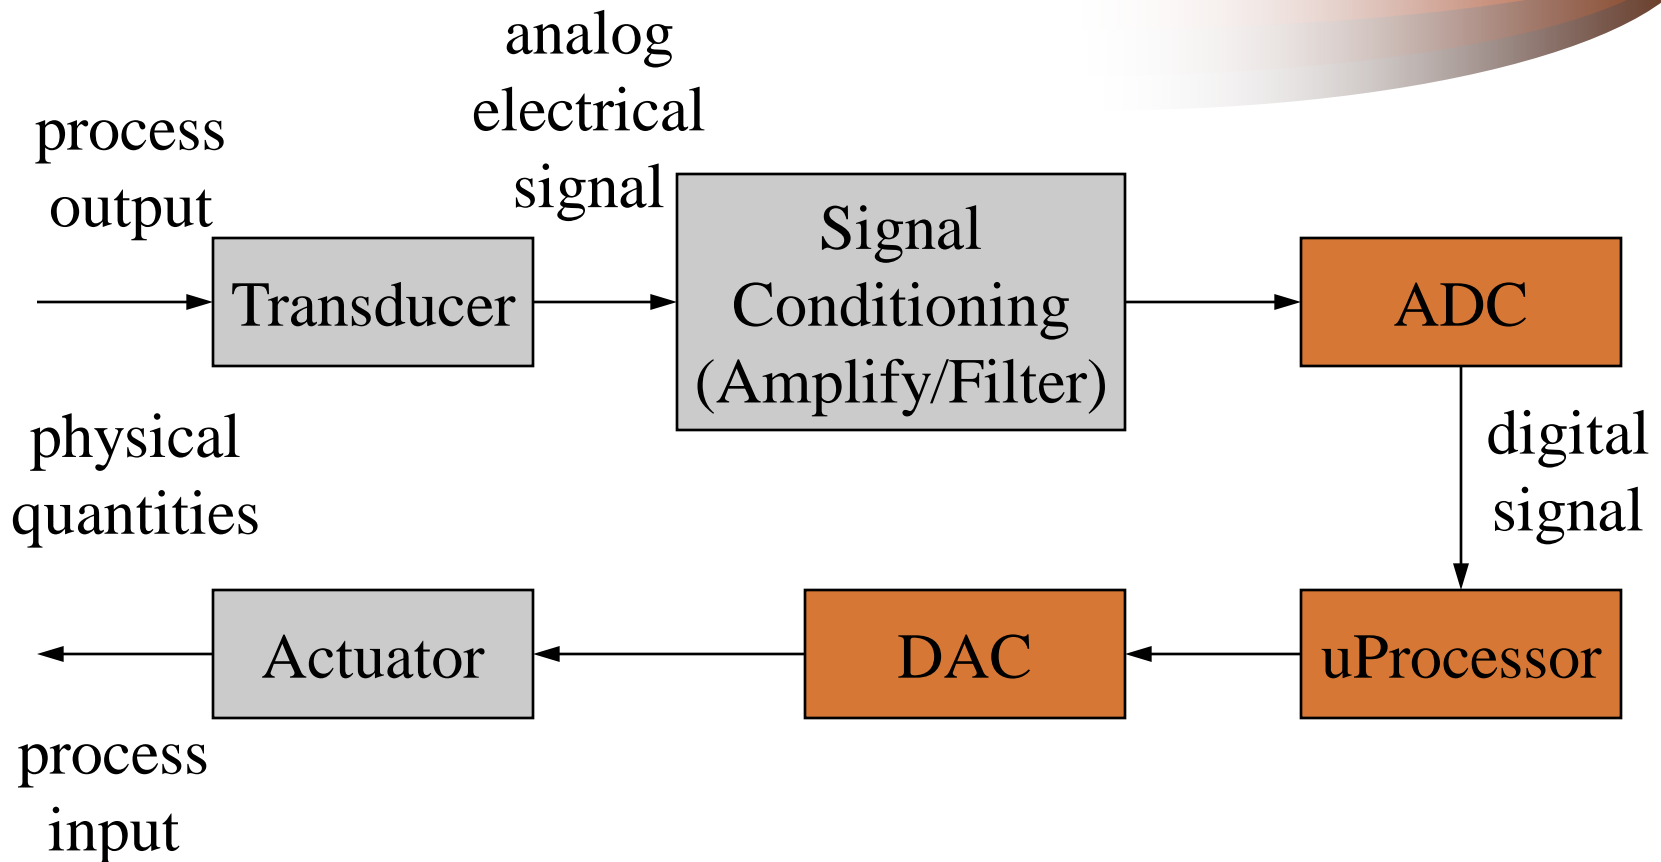 process
output
analog
electrical
signal
Transducer
Signal
Conditioning
(Amplify/Filter)
ADC
physical
quantities
digital
signal
Actuator
DAC
uProcessor
process
input